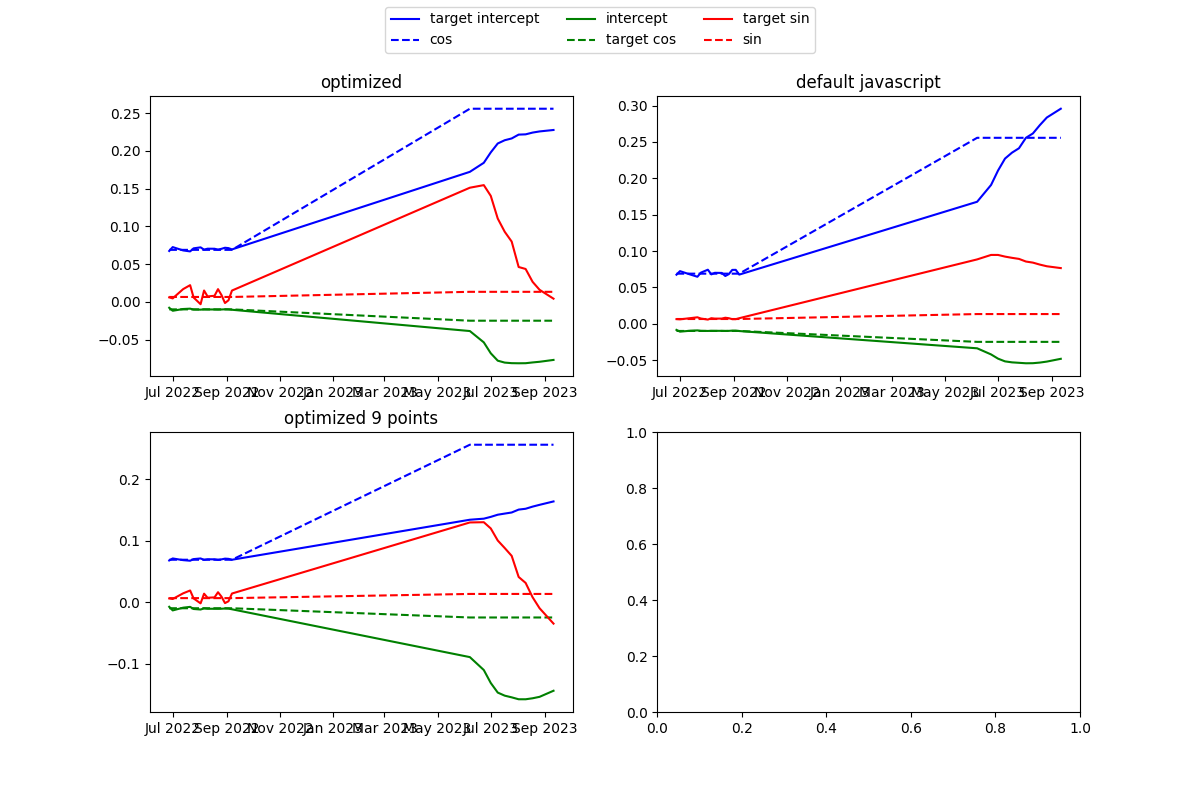 target intercept intercept target sin
cos target cos sin
optimized
default javascript
0.25
0.20
0.15
0.10
0.05
0.00
−0.05
0.30
0.25
0.20
0.15
0.10
0.05
0.00
−0.05
Jul 2022 Sep 2022 Nov 2022 Jan 2023 Mar 2023 May 2023 Jul 2023 Sep 2023
Jul 2022 Sep 2022 Nov 2022 Jan 2023 Mar 2023 May 2023 Jul 2023 Sep 2023
optimized 9 points
0.2
0.1
0.0
−0.1
1.0
0.8
0.6
0.4
0.2
0.0
Jul 2022 Sep 2022 Nov 2022 Jan 2023 Mar 2023 May 2023 Jul 2023 Sep 2023
0.0 0.2 0.4 0.6 0.8 1.0